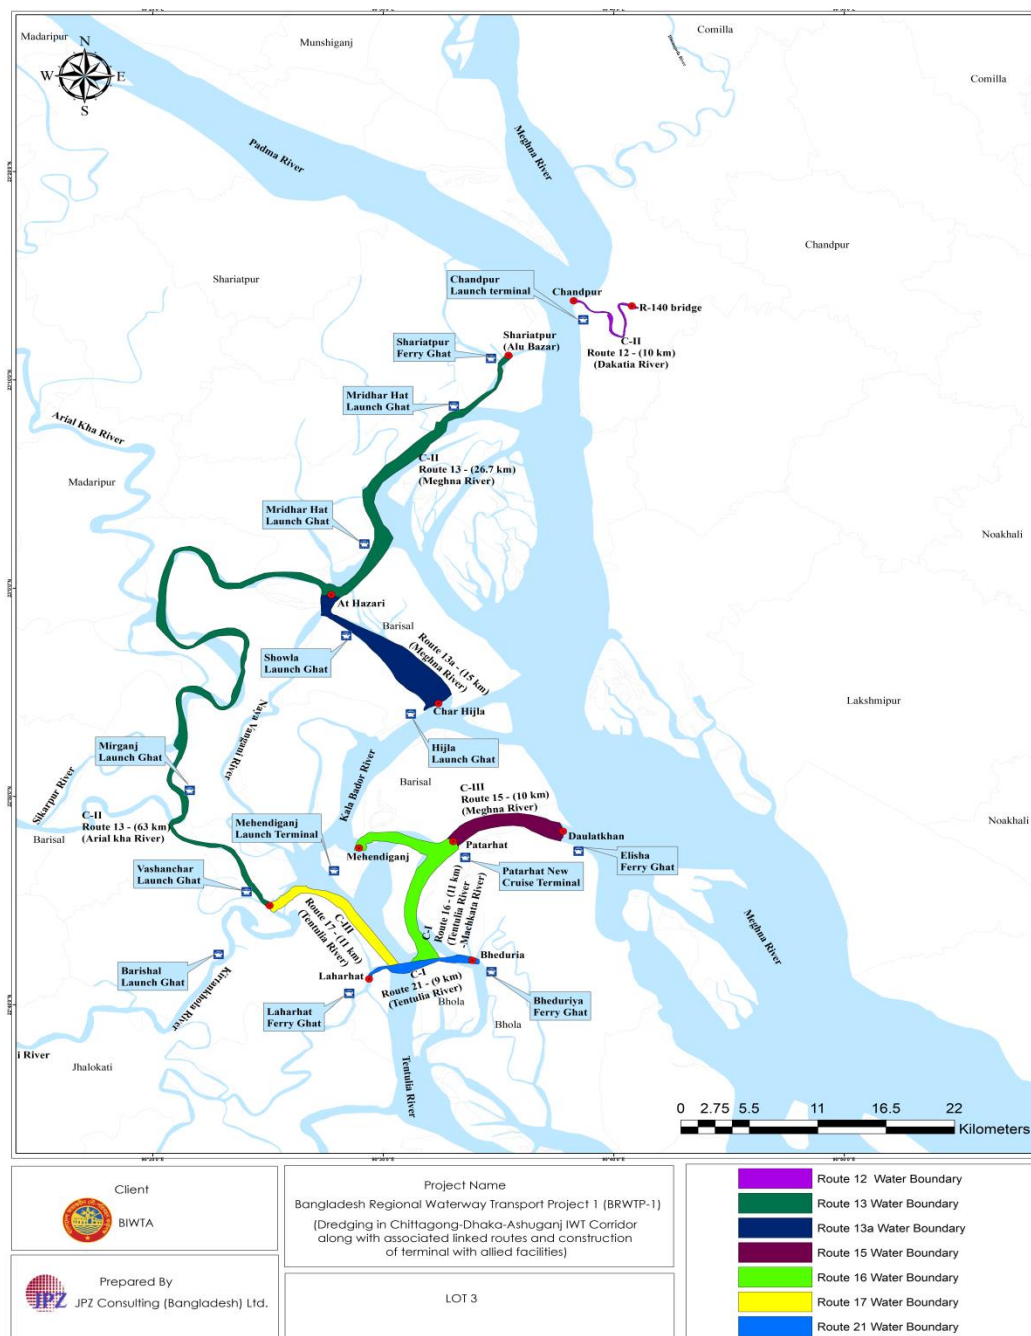 Madaripur
Munshiganj
Comilla
Comilla
N
W
E
S
Padma River
Meghna River
Chandpur
Shariatpur
Chandpur
Launch terminal
Chandpur
R-140 bridge
C-II
Route 12 - (10 km)
(Dakatia River)
Shariatpur
Ferry Ghat
Shariatpur
(Alu Bazar)
Mridhar Hat
Launch Ghat
Arial Kha River
C-II
Route 13 - (26.7 km)
(Meghna River)
Madaripur
Mridhar Hat
Launch Ghat
Noakhali
At Hazari
Barisal
Showla
Launch Ghat
Route 13a - (15 km)
(Meghna River)
Lakshmipur
Char Hijla
Naya Vangani River
Hijla
Launch Ghat
Mirganj
Launch Ghat
Kala Bador River
Barisal
Sikarpur River
C-III
Route 15 - (10 km)
(Meghna River)
C-II
Route 13 - (63 km)
(Arial kha River)
Barisal
Noakhali
Mehendiganj
Launch Terminal
Daulatkhan
Mehendiganj
Patarhat
Elisha
Ferry Ghat
Patarhat New
Cruise Terminal
Vashanchar
Launch Ghat
C-III
Route 17 - (11 km)
(Tentulia River)
C-I
Route 16 - (11 km)
(Tentulia River
-Machkata River)
Meghna River
Barishal
Launch Ghat
Kirtankhula River
Laharhat
Bheduria
C-I
Route 21 - (9 km)
(Tentulia River)
Laharhat
Ferry Ghat
Bheduriya
Ferry Ghat
Bhola
Bhola
i River
Jhalokati
Tentulia River
0 2.75 5.5 11 16.5 22
Kilometers
Client
BIWTA
Prepared By
JPZ
JPZ Consulting (Bangladesh) Ltd.
Project Name
Bangladesh Regional Waterway Transport Project 1 (BRWTP-1)
(Dredging in Chittagong-Dhaka-Ashuganj IWT Corridor
along with associated linked routes and construction
of terminal with allied facilities)
LOT 3
Route 12 Water Boundary
Route 13 Water Boundary
Route 13a Water Boundary
Route 15 Water Boundary
Route 16 Water Boundary
Route 17 Water Boundary
Route 21 Water Boundary